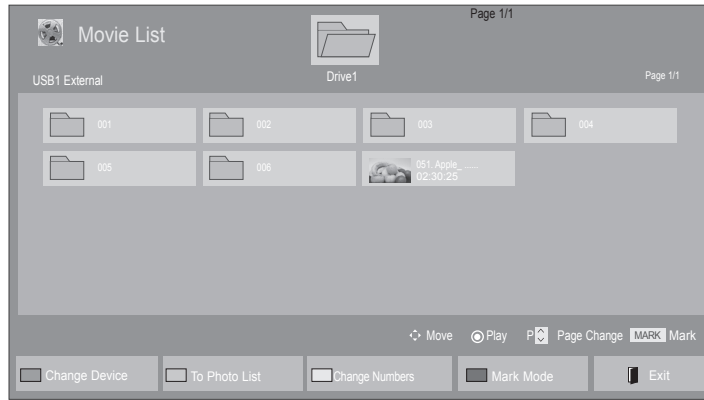 Page 1/1
Movie List
Drive1
USB1 External
Page 1/1
001
002
003
004
005
006
051. Apple_ ......
02:30:25
Move
Play
P
Page Change
MARK
Mark
Change Device
To Photo List
Change Numbers
Mark Mode
Exit